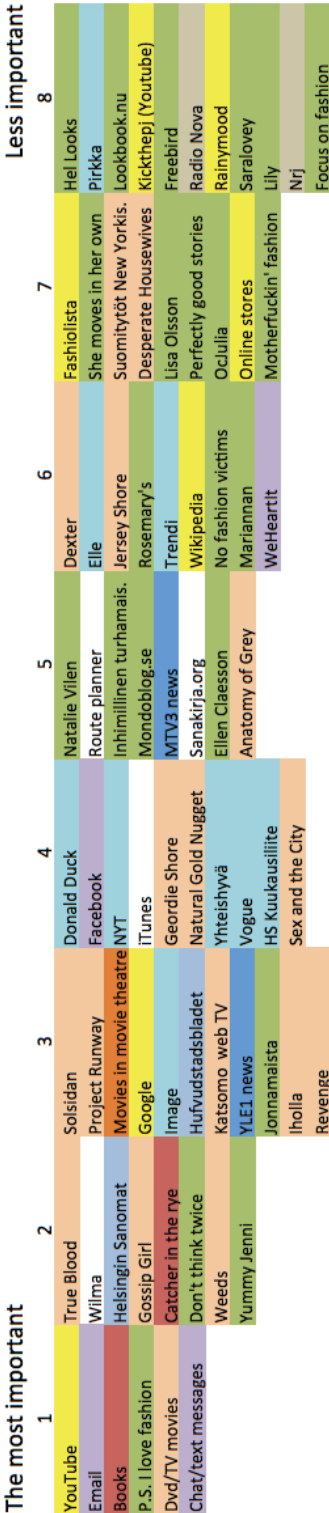 The most important
Less important
1 2 3 4 5 6 7 8
YouTube True Blood Solsidan Donald Duck Natalie Vilen Dexter Fashiolista Hel Looks
Email Wilma Project Runway Facebook Route planner Elle She moves in her own Pirkka
Books Helsingin Sanomat Movies in movie theatre NYT Inhimillinen turhamais. Jersey Shore Suomitytöt New Yorkis. Lookbook.nu
P.S. I love fashion Gossip Girl Google iTunes Mondoblog.se Rosemary's Desperate Housewives Kickthepj (Youtube)
Dvd/TV movies Catcher in the rye Image Geordie Shore MTV3 news Trendi Lisa Olsson Freebird
Chat/text messages Don't think twice Hufvudstadsbladet Natural Gold Nugget Sanakirja.org Wikipedia Perfectly good stories Radio Nova
Weeds Katsomo web TV Yhteishyvä Ellen Claesson No fashion victims OcJulia Rainymood
Yummy Jenni YLE1 news Vogue Anatomy of Grey Mariannan Online stores Saralovey
Jonnamaista HS Kuukausiliite WeHeartIt Motherfuckin' fashion Lily
Iholla Sex and the City Nrj
Revenge Focus on fashion